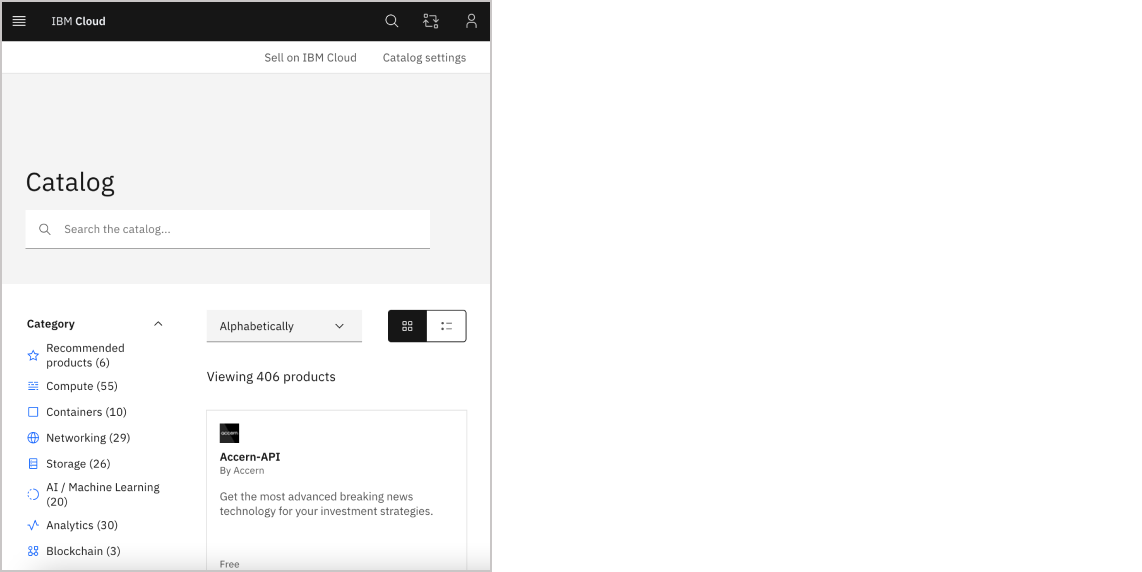 IBM Cloud
Sell on IBM Cloud
Catalog settings
Catalog
Search the catalog...
Category
Recommended
products (6)
Compute (55)
Containers (10)
Networking (29)
Storage (26)
AI / Machine Learning
(20)
Analytics (30)
Blockchain (3)
Alphabetically
Viewing 406 products
accern
Accern-API
By Accern
Get the most advanced breaking news
technology for your investment strategies.
Free